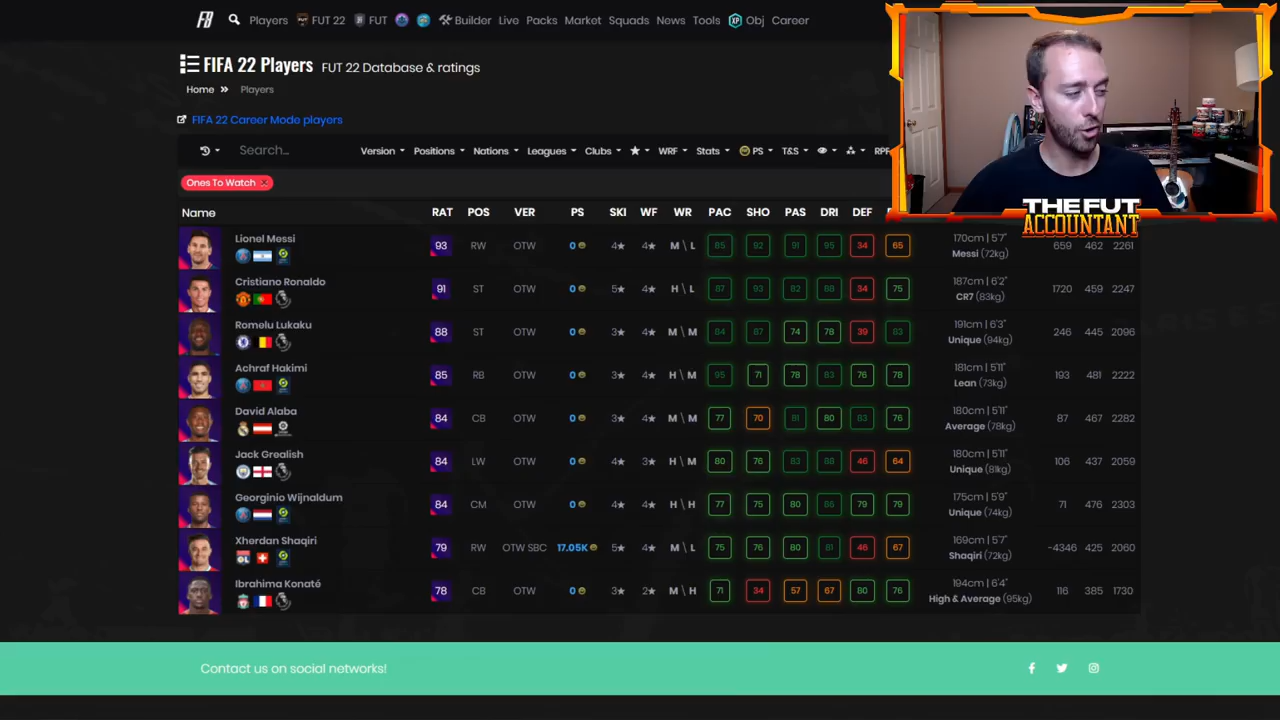 FB Players FUT 22 FUT Builder Live Packs Market Squads News Tools XP Obj Career
FIFA 22 Players FUT 22 Database & ratings
Home » Players
FIFA 22 Career Mode players
Search... Version Positions Nations Leagues Clubs WRF Stats PS T&S RPF
Ones To Watch ×
Name RAT POS VER PS SKI WF WR PAC SHO PAS DRI DEF
THE FUT
ACCOUNTANT
Lionel Messi 93 RW OTW 0 4★ 4★ M \ L 85 92 91 95 34 65 170cm | 5'7" Messi (72kg) 659 462 2261
Cristiano Ronaldo 91 ST OTW 0 5★ 4★ H \ L 87 93 82 88 34 75 187cm | 6'2" CR7 (83kg) 1720 459 2247
Romelu Lukaku 88 ST OTW 0 3★ 4★ M \ M 84 87 74 78 39 83 191cm | 6'3" Unique (94kg) 246 445 2096
Achraf Hakimi 85 RB OTW 0 3★ 4★ H \ M 95 71 78 83 76 78 181cm | 5'11" Lean (73kg) 193 481 2222
David Alaba 84 CB OTW 0 3★ 4★ M \ M 77 70 81 80 83 76 180cm | 5'11" Average (78kg) 87 467 2282
Jack Grealish 84 LW OTW 0 4★ 3★ H \ M 80 76 83 88 46 64 180cm | 5'11" Unique (81kg) 106 437 2059
Georginio Wijnaldum 84 CM OTW 0 4★ 4★ H \ H 77 75 80 86 79 79 175cm | 5'9" Unique (74kg) 71 476 2303
Xherdan Shaqiri 79 RW OTW SBC 17.05K 5★ 4★ M \ L 75 76 80 81 46 67 169cm | 5'7" Shaqiri (72kg) -4346 425 2060
Ibrahima Konaté 78 CB OTW 0 3★ 2★ M \ H 71 34 57 67 80 76 194cm | 6'4" High & Average (95kg) 116 385 1730
Contact us on social networks!